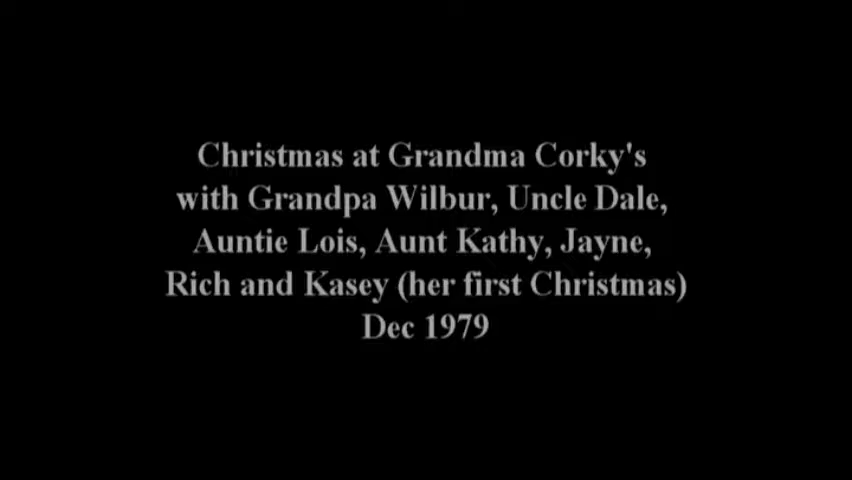 Christmas at Grandma Corky's
with Grandpa Wilbur, Uncle Dale,
Auntie Lois, Aunt Kathy, Jayne,
Rich and Kasey (her first Christmas)
Dec 1979